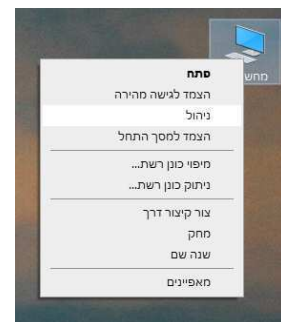 מחש
פתח
הצמד לגישה מהירה
ניהול
הצמד למסך התחל
מיפוי כונן רשת...
ניתוק כונן רשת...
צור קיצור דרך
מחק
שנה שם
מאפיינים